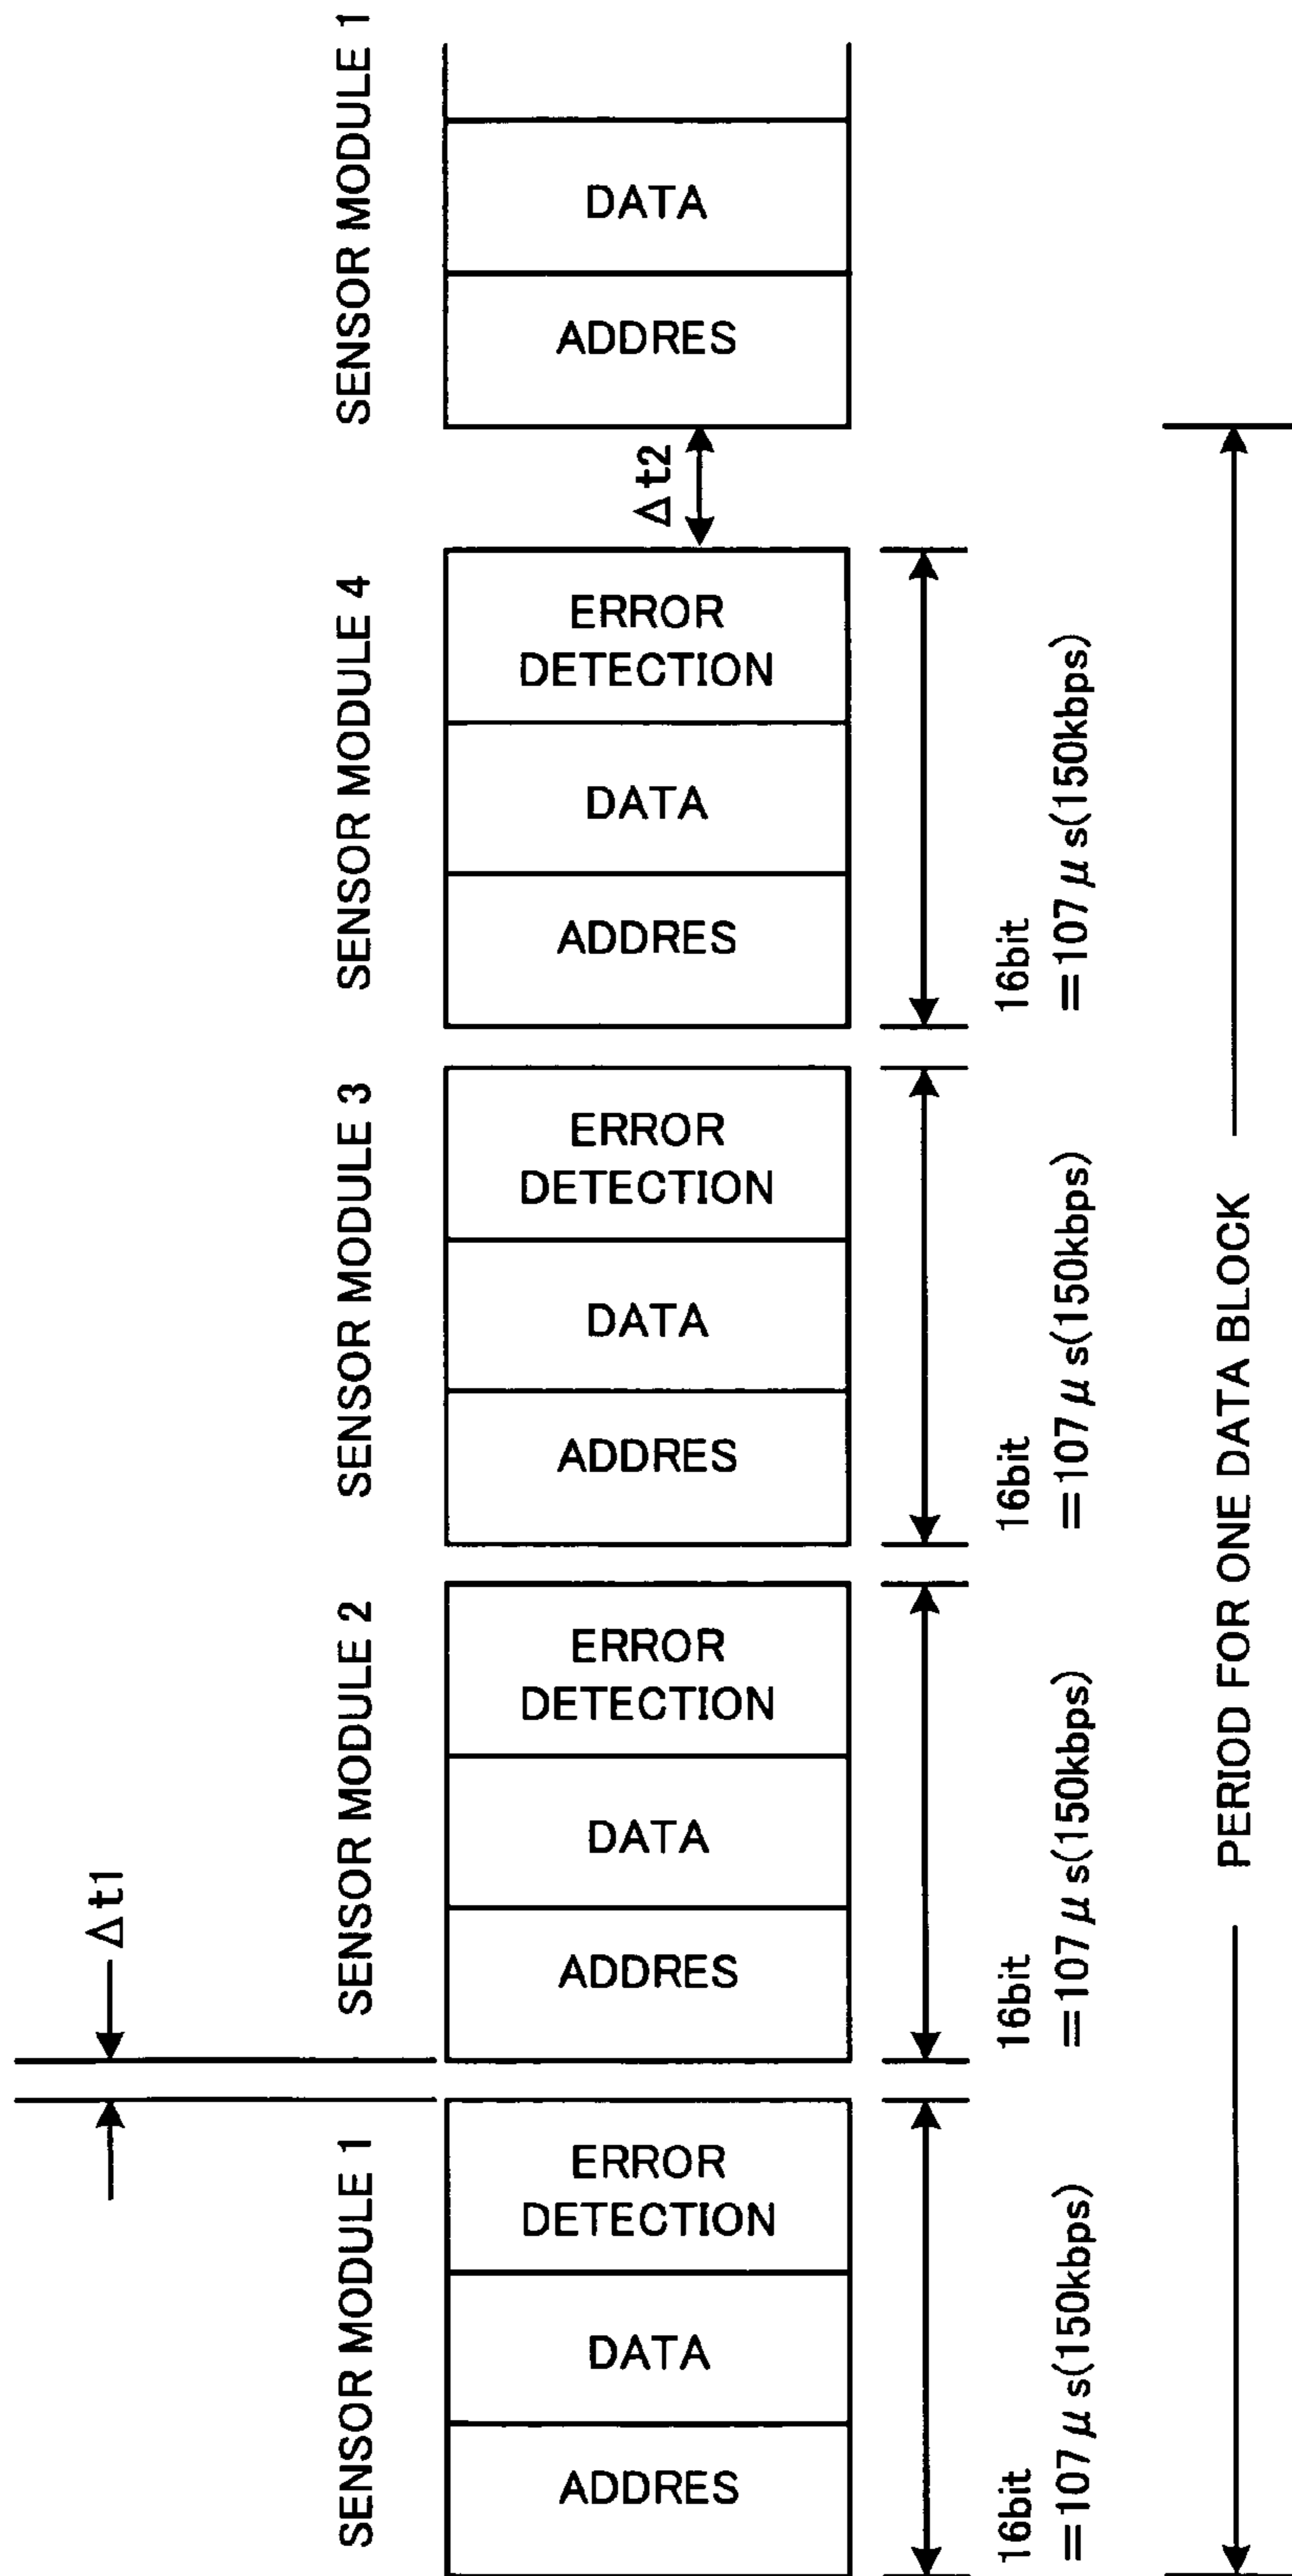 Δt1
SENSOR MODULE 1
SENSOR MODULE 2
SENSOR MODULE 3
SENSOR MODULE 4
SENSOR MODULE 1
ADDRES
DATA
ERROR
DETECTION
ADDRES
DATA
ERROR
DETECTION
ADDRES
DATA
ERROR
DETECTION
ADDRES
DATA
ERROR
DETECTION
Δt2
ADDRES
DATA
16bit
=107μs(150kbps)
16bit
=107μs(150kbps)
16bit
=107μs(150kbps)
16bit
=107μs(150kbps)
PERIOD FOR ONE DATA BLOCK